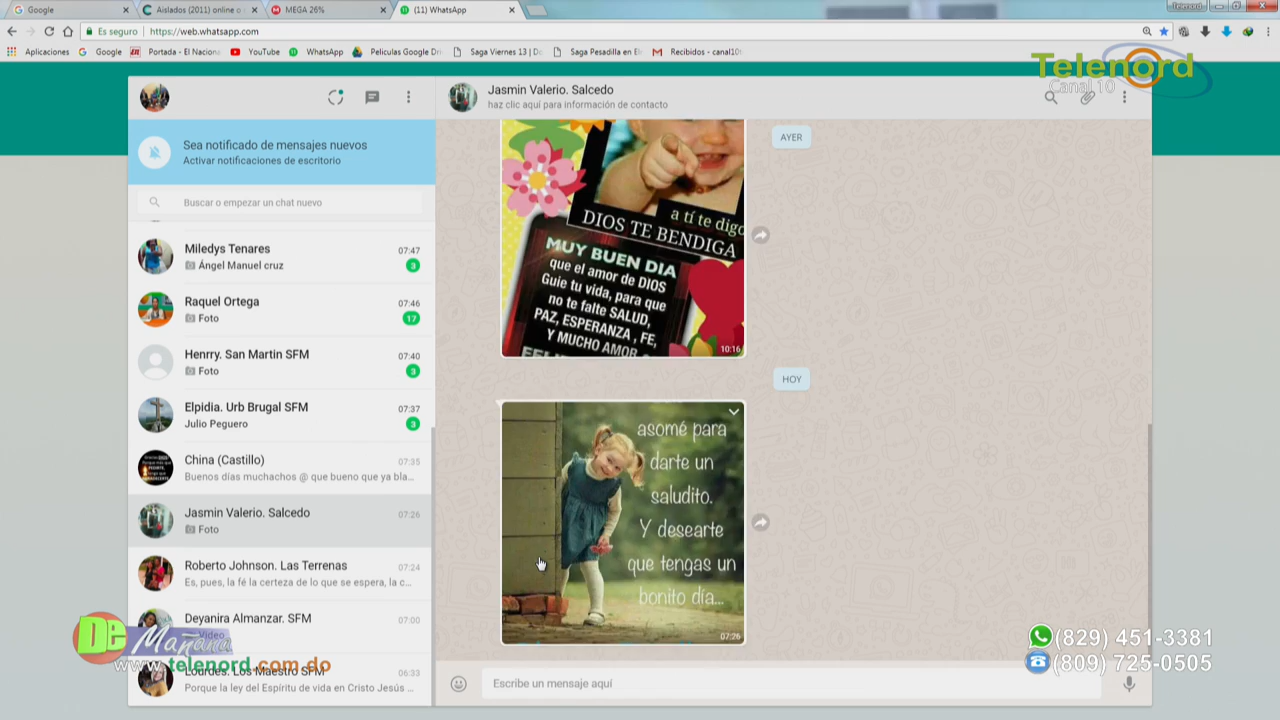 Google
Aislados (2011) online o
MEGA 26%
(11) WhatsApp
Telenord
Es seguro
https://web.whatsapp.com
Aplicaciones
Google
Portada - El Naciona
YouTube
WhatsApp
Peliculas Google Dri
Saga Viernes 13 | D
Saga Pesadilla en El
Recibidos - canal10
Telenord
Canal 10
Jasmin Valerio. Salcedo
haz clic aquí para información de contacto
Sea notificado de mensajes nuevos
Activar notificaciones de escritorio
Buscar o empezar un chat nuevo
Miledys Tenares
07:47
Ángel Manuel cruz
3
Raquel Ortega
07:46
Foto
17
Henrry. San Martin SFM
07:40
Foto
3
Elpidia. Urb Brugal SFM
07:37
Julio Peguero
3
China (Castillo)
07:35
Buenos días muchachos @ que bueno que ya bla...
Jasmin Valerio. Salcedo
07:26
Foto
Roberto Johnson. Las Terrenas
07:24
Es, pues, la fé la certeza de lo que se espera, la c...
Deyanira Almanzar. SFM
07:00
Video
Lourdes. Los Maestro SFM
06:33
Porque la ley del Espíritu de vida en Cristo Jesús ...
AYER
a tí te digo
DIOS TE BENDIGA
MUY BUEN DIA
que el amor de DIOS
Guie tu vida, para que
no te falte SALUD,
PAZ, ESPERANZA , FE,
Y MUCHO AMOR
10:16
HOY
asomé para
darte un
saludito.
Y desearte
que tengas un
bonito día...
07:26
Escribe un mensaje aquí
De Mañana
www.telenord.com.do
(829) 451-3381
(809) 725-0505